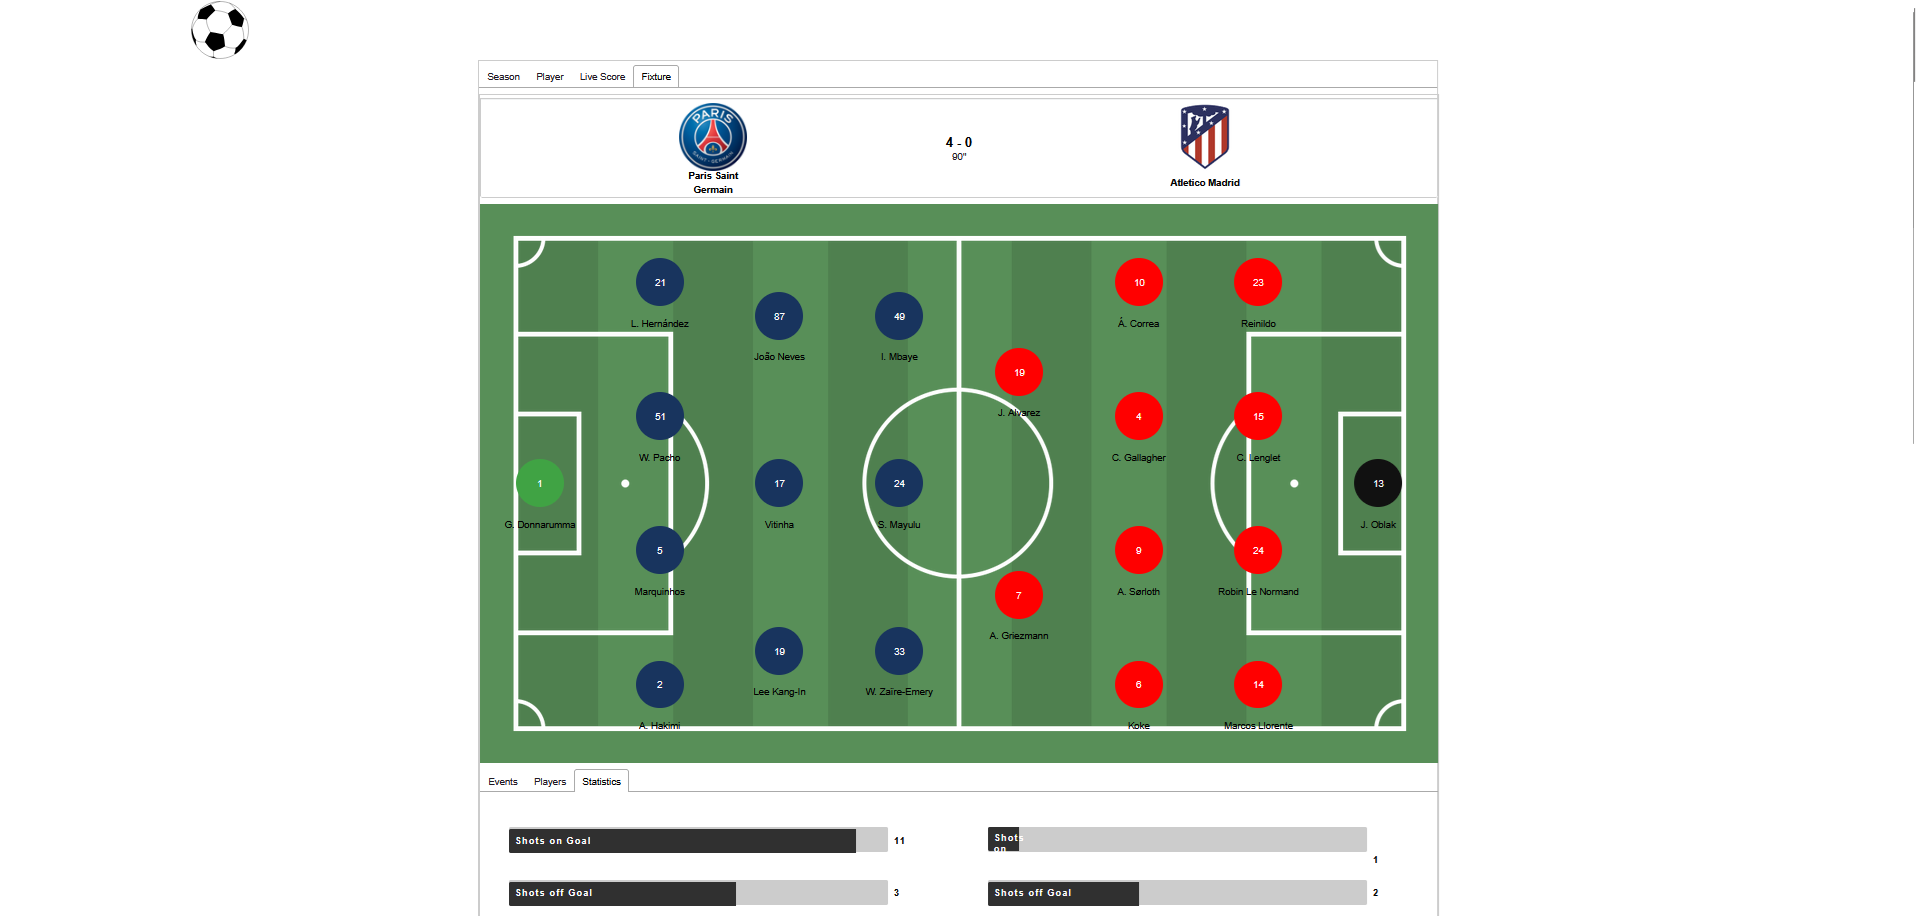 Season Player Live Score Fixture
PARIS
SAINT-GERMAIN
Paris Saint
Germain
4 - 0
90"
Atletico Madrid
21
L. Hernández
87
João Neves
49
I. Mbaye
10
Á. Correa
23
Reinildo
19
J. Alvarez
51
W. Pacho
4
C. Gallagher
15
C. Lenglet
1
G. Donnarumma
17
Vitinha
24
S. Mayulu
13
J. Oblak
5
Marquinhos
9
A. Sørloth
24
Robin Le Normand
7
A. Griezmann
19
Lee Kang-In
33
W. Zaïre-Emery
2
A. Hakimi
6
Koke
14
Marcos Llorente
Events Players Statistics
Shots on Goal 11
Shots
on
1
Shots off Goal 3
Shots off Goal 2